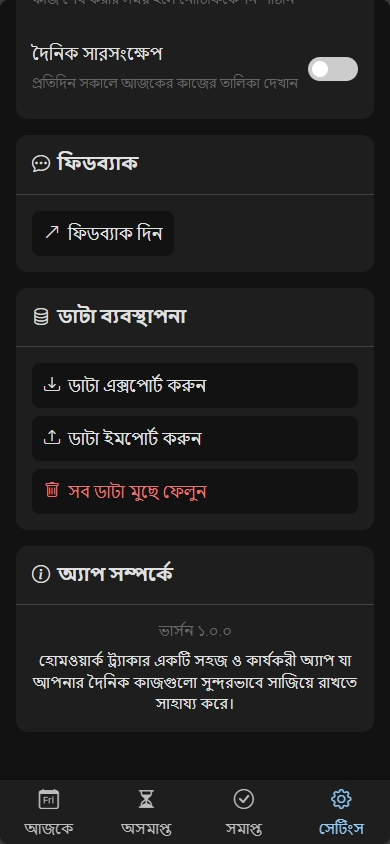 দৈনিক সারসংক্ষেপ
প্রতিদিন সকালে আজকের কাজের তালিকা দেখান
ফিডব্যাক
ফিডব্যাক দিন
ডাটা ব্যবস্থাপনা
ডাটা এক্সপোর্ট করুন
ডাটা ইমপোর্ট করুন
সব ডাটা মুছে ফেলুন
অ্যাপ সম্পর্কে
ভার্সন ১.০.০
হোমওয়ার্ক ট্র্যাকার একটি সহজ ও কার্যকরী অ্যাপ যা
আপনার দৈনিক কাজগুলো সুন্দরভাবে সাজিয়ে রাখতে
সাহায্য করে।
Fri
আজকে অসমাপ্ত সমাপ্ত সেটিংস